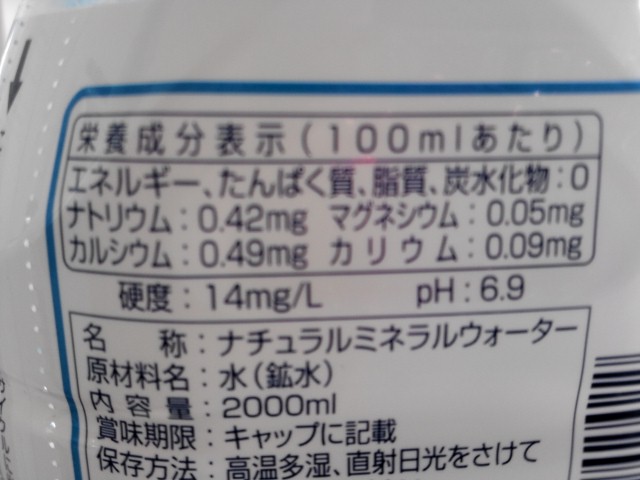 栄養成分表示(100mlあたり)
エネルギー、たんぱく質、脂質、炭水化物:0
ナトリウム:0.42mg マグネシウム:0.05mg
カルシウム:0.49mg カリウム:0.09mg
硬度:14mg/L pH:6.9
名称:ナチュラルミネラルウォーター
原材料名:水(鉱水)
内容量:2000ml
賞味期限:キャップに記載
保存方法:高温多湿、直射日光をさけて